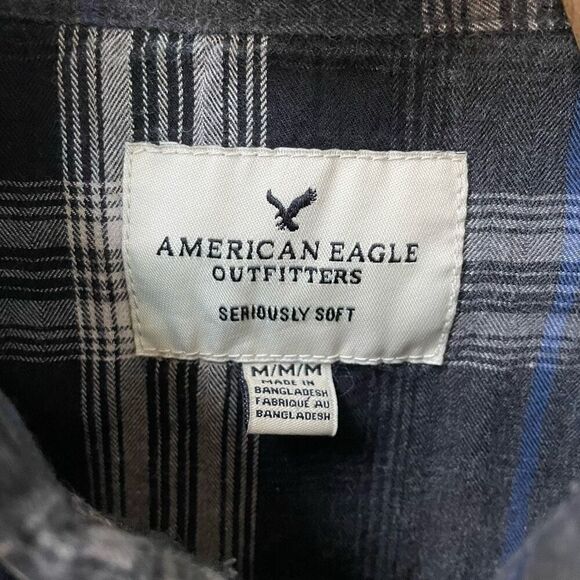 AMERICAN EAGLE
OUTFITTERS
SERIOUSLY SOFT
M/M/M
MADE IN
BANGLADESH
FABRIQUÉ AU
BANGLADESH